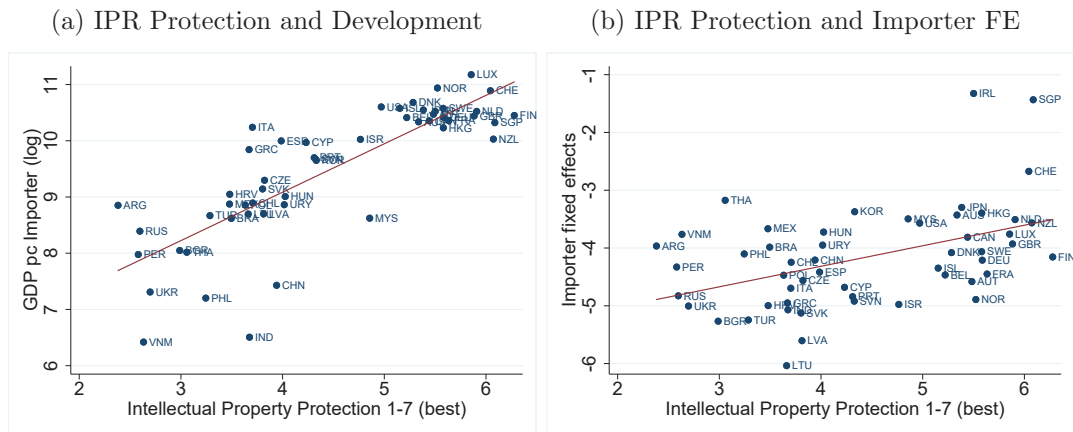 (a) IPR Protection and Development
(b) IPR Protection and Importer FE
GDP pc Importer (log)
11
10
9
8
7
6
LUX
NOR
CHE
DNK
USA
ISL
SWE
NLD
GBR
FIN
SGP
HKG
NZL
ITA
ESP
CYP
ISR
GRC
PRT
CZE
SVK
HRV
HUN
CHL
URY
ARG
TUR
BRA
LVA
MYS
RUS
PER
BGR
THA
UKR
PHL
CHN
VNM
IND
2 3 4 5 6
Intellectual Property Protection 1-7 (best)
Importer fixed effects
-1
-2
-3
-4
-5
-6
IRL
SGP
CHE
THA
KOR
JPN
AUS
HKG
MYS
USA
NLD
NZL
MEX
VNM
HUN
CAN
LUX
ARG
BRA
URY
GBR
PHL
DNK
SWE
FIN
PER
CHN
DEU
ISL
ESP
POL
BEL
ERA
CZE
AUT
ITA
CYP
RUS
PRT
SVN
NOR
UKR
GRC
ISR
SVK
BGR
TUR
LVA
LTU
2 3 4 5 6
Intellectual Property Protection 1-7 (best)